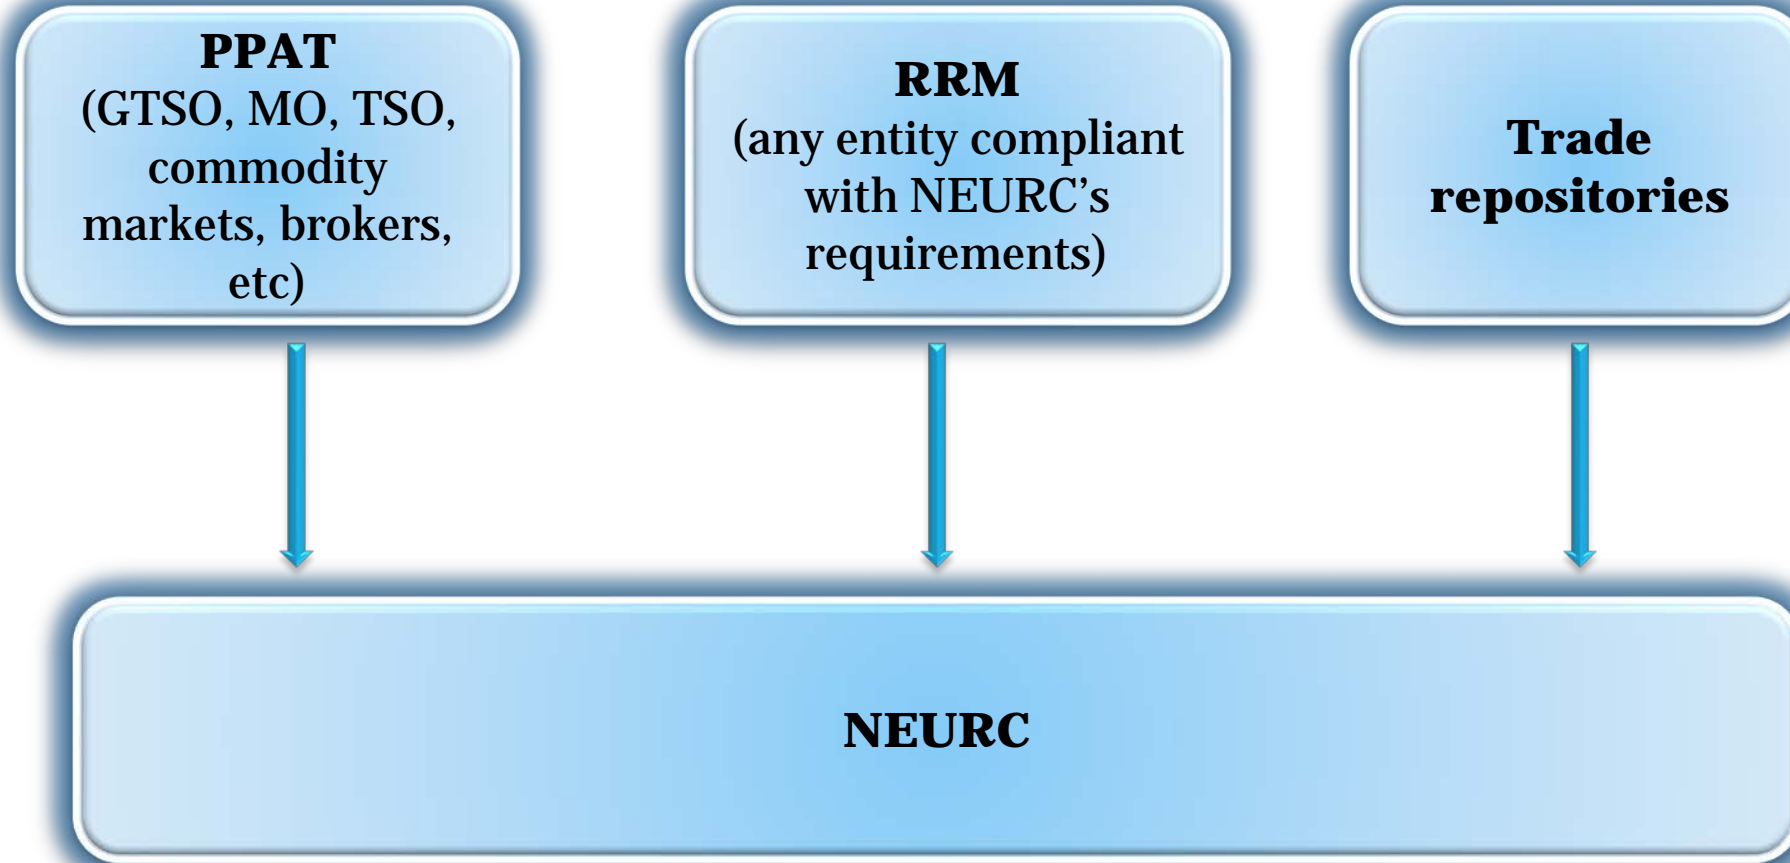 PPAT
(GTSO, MO, TSO,
commodity
markets, brokers,
etc)
RRM
(any entity compliant
with NEURC’s
requirements)
Trade
repositories
NEURC